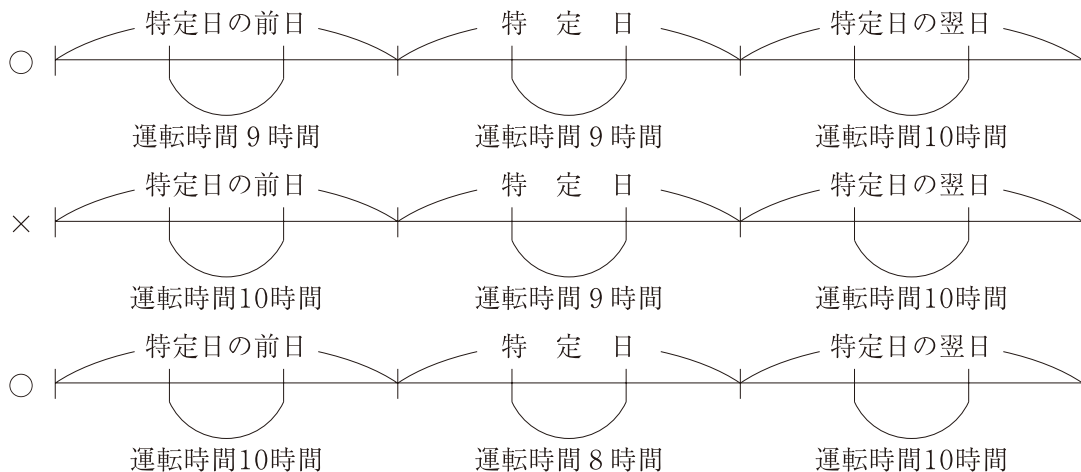 特定日の前日 特定日 特定日の翌日
○
運転時間9時間 運転時間9時間 運転時間10時間
特定日の前日 特定日 特定日の翌日
×
運転時間10時間 運転時間9時間 運転時間10時間
特定日の前日 特定日 特定日の翌日
○
運転時間10時間 運転時間8時間 運転時間10時間